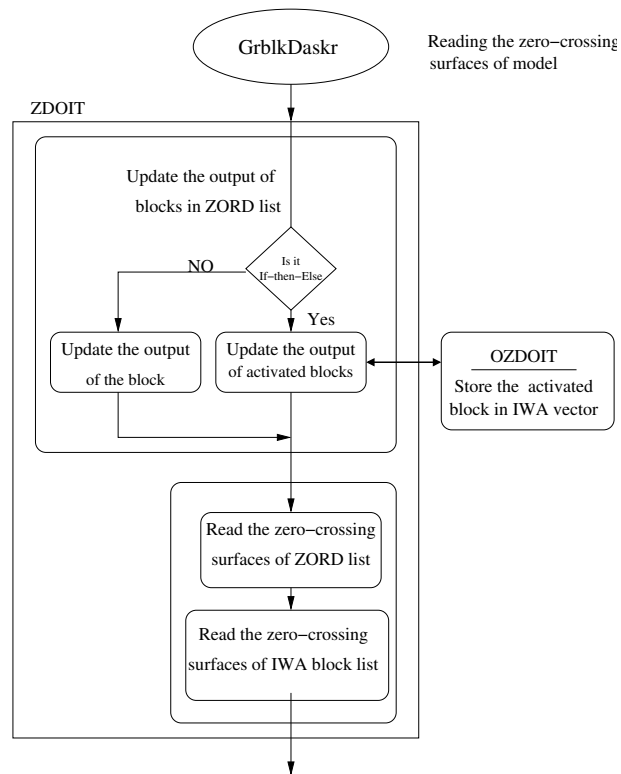 GrblkDaskr
Reading the zero-crossing
surfaces of model
ZDOIT
Update the output of
blocks in ZORD list
Is it
If-then-Else
NO
Yes
Update the output
of the block
Update the output
of activated blocks
OZDOIT
Store the activated
block in IWA vector
Read the zero-crossing
surfaces of ZORD list
Read the zero-crossing
surfaces of IWA block list